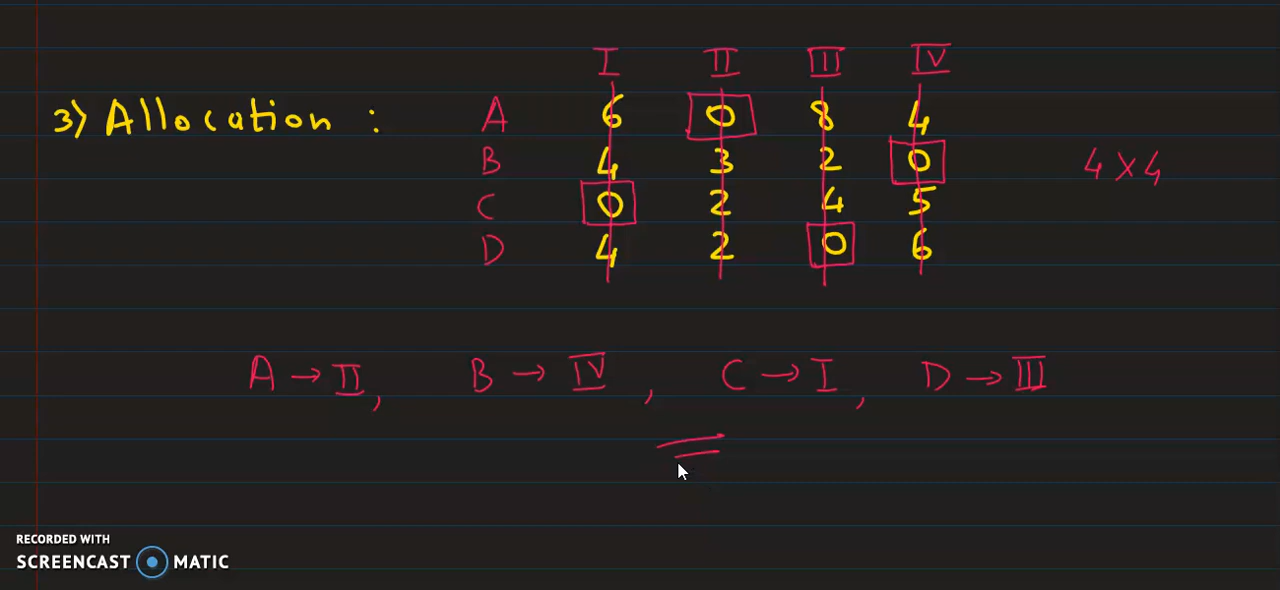 I II III IV
3) Allocation : A 6 0 8 4
B 4 3 2 0 4 X 4
C 0 2 4 5
D 4 2 0 6
A → II, B → IV, C → I, D → III
RECORDED WITH
SCREENCAST MATIC